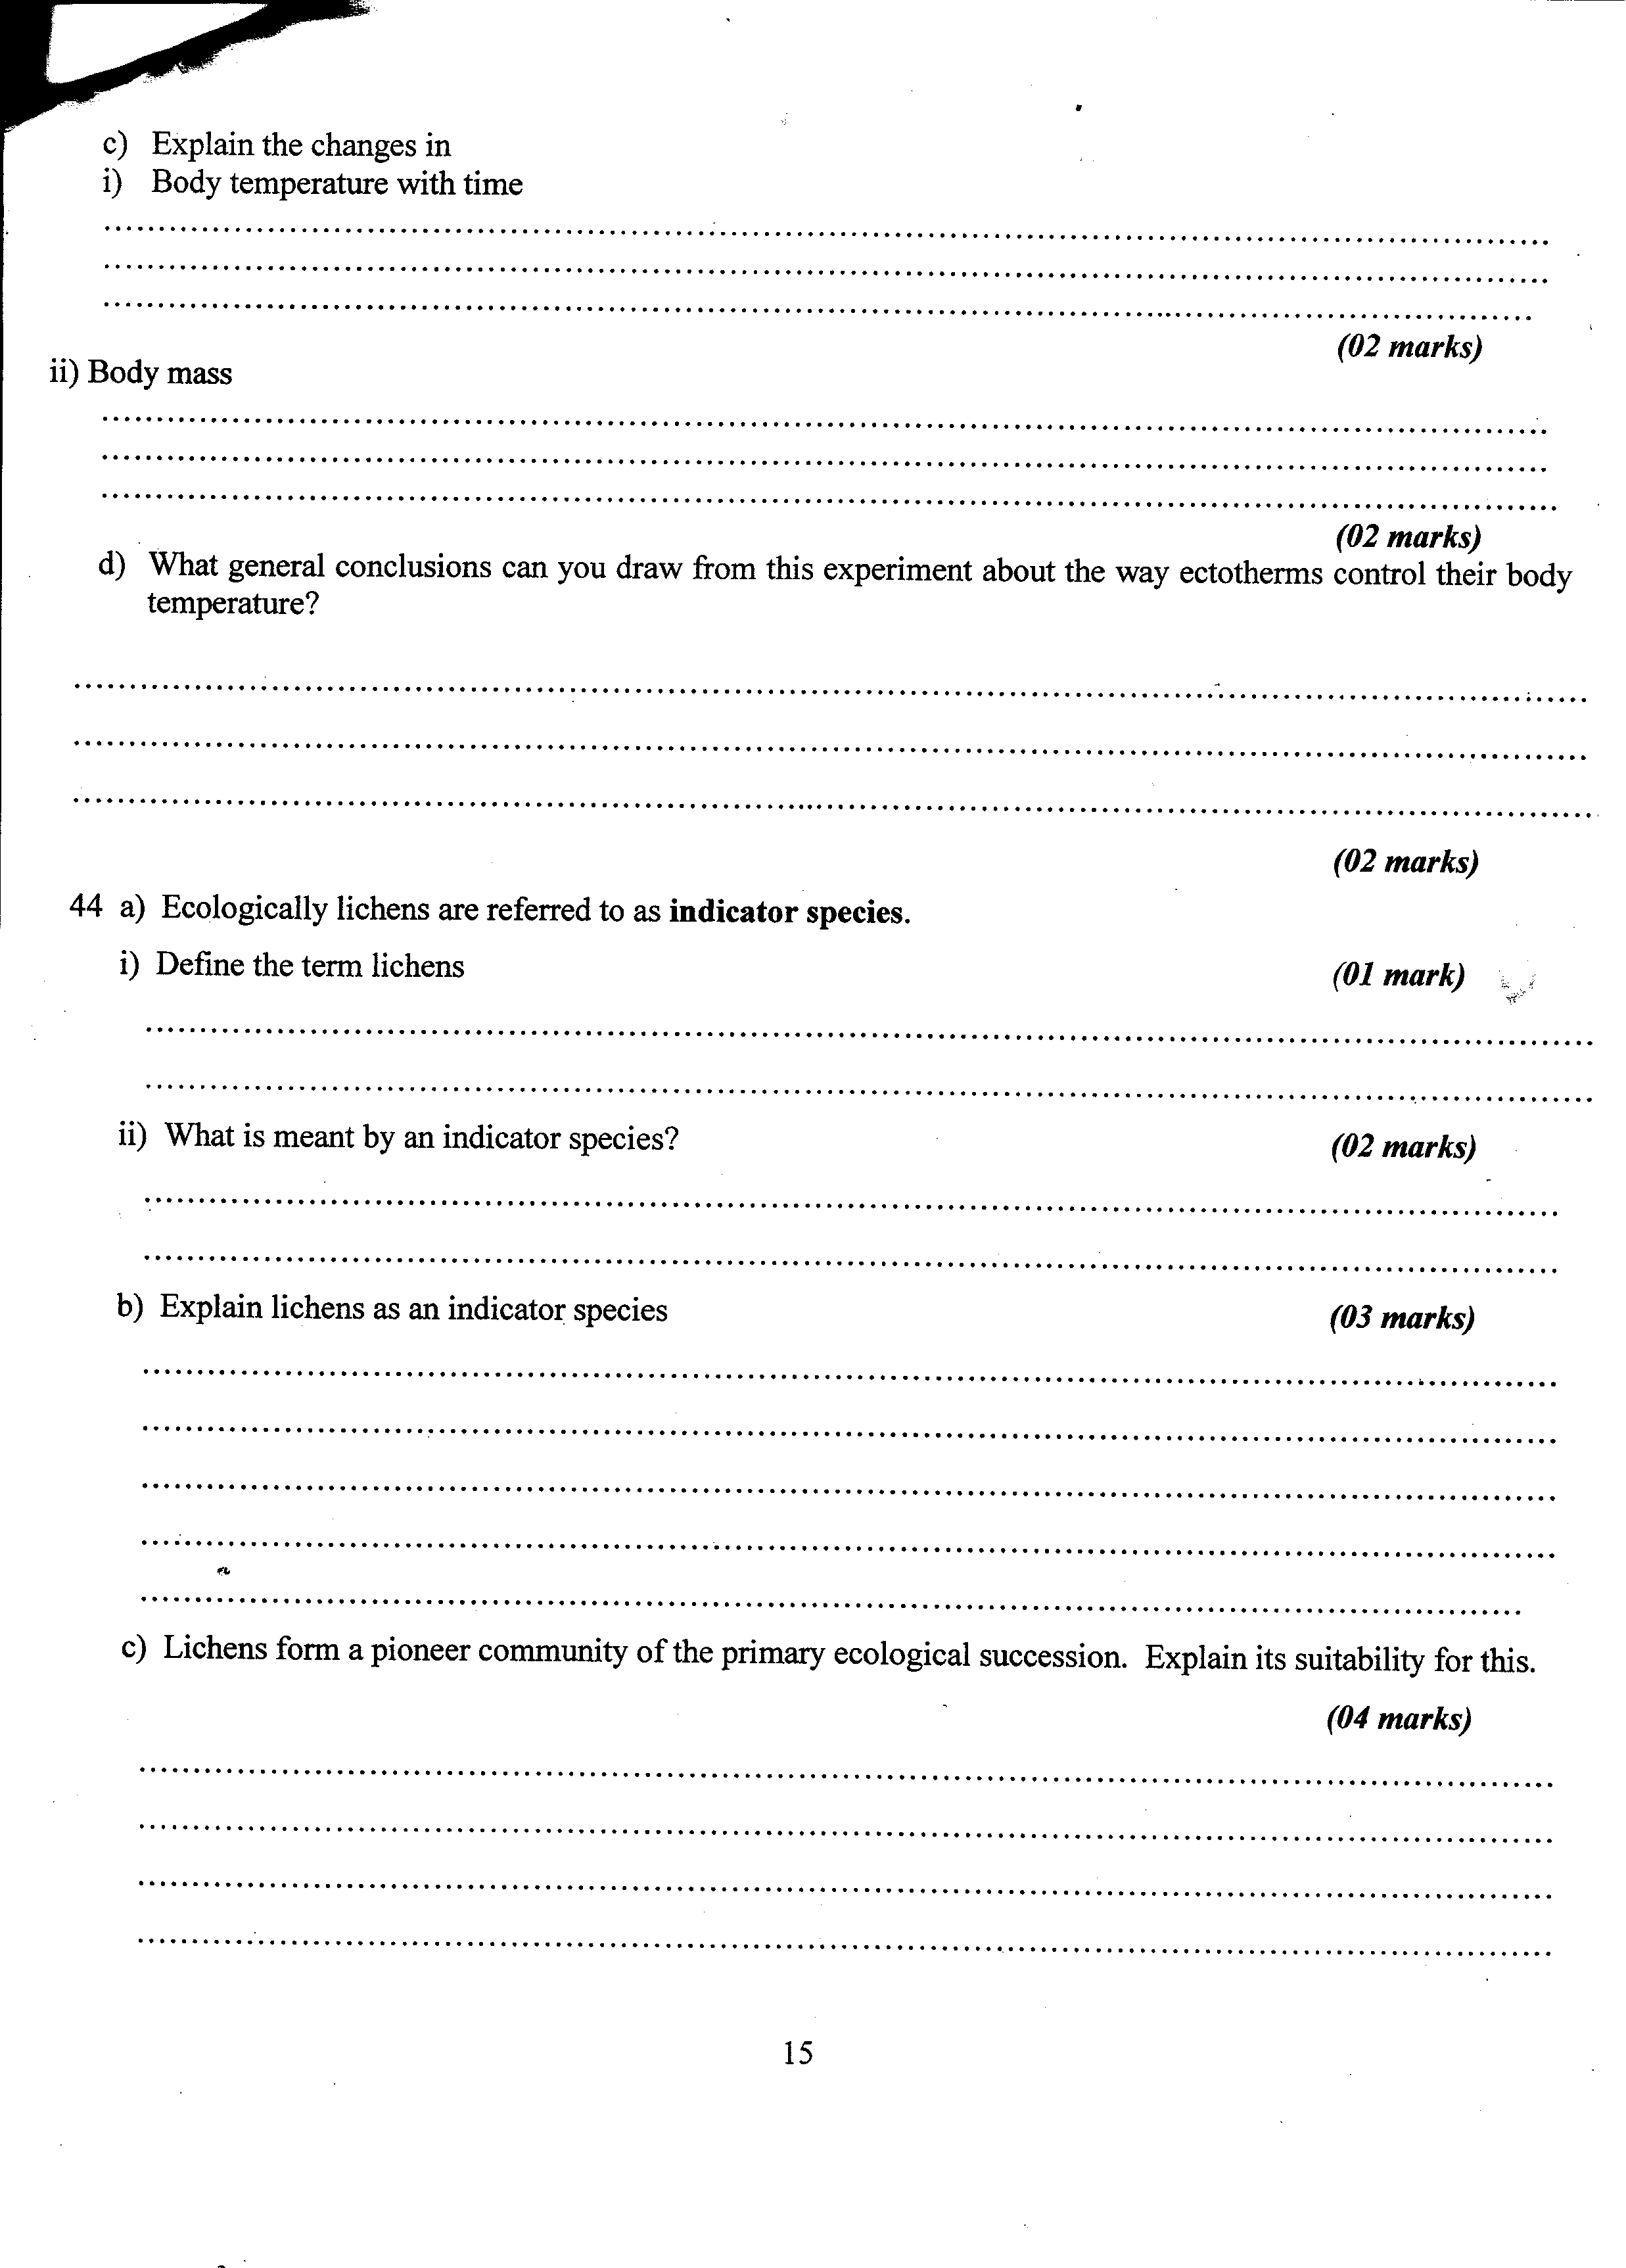 c) Explain the changes in
i) Body temperature with time
(02 marks)
ii) Body mass
(02 marks)
d) What general conclusions can you draw from this experiment about the way ectotherms control their body
temperature?
(02 marks)
44 a) Ecologically lichens are referred to as indicator species.
i) Define the term lichens (01 mark)
ii) What is meant by an indicator species? (02 marks)
b) Explain lichens as an indicator species (03 marks)
c) Lichens form a pioneer community of the primary ecological succession. Explain its suitability for this.
(04 marks)
15